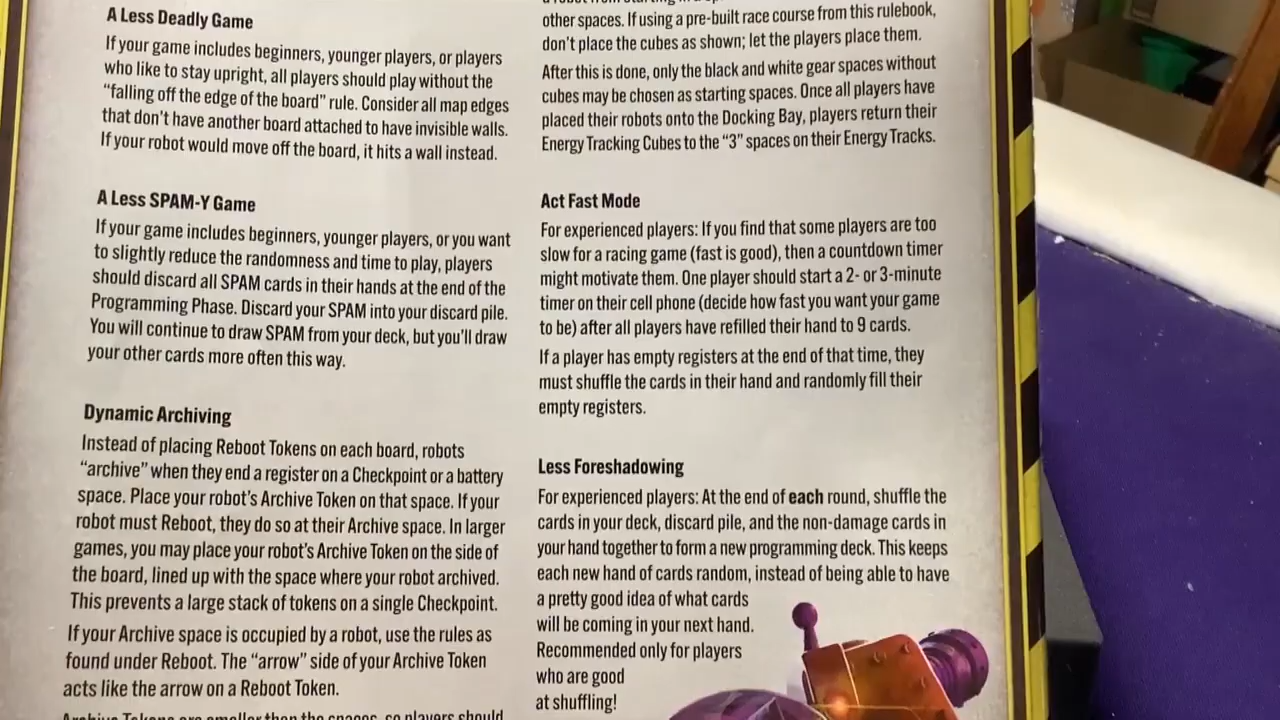 A Less Deadly Game
If your game includes beginners, younger players, or players
who like to stay upright, all players should play without the
“falling off the edge of the board” rule. Consider all map edges
that don’t have another board attached to have invisible walls.
If your robot would move off the board, it hits a wall instead.
A Less SPAM-Y Game
If your game includes beginners, younger players, or you want
to slightly reduce the randomness and time to play, players
should discard all SPAM cards in their hands at the end of the
Programming Phase. Discard your SPAM into your discard pile.
You will continue to draw SPAM from your deck, but you’ll draw
your other cards more often this way.
Dynamic Archiving
Instead of placing Reboot Tokens on each board, robots
“archive” when they end a register on a Checkpoint or a battery
space. Place your robot’s Archive Token on that space. If your
robot must Reboot, they do so at their Archive space. In larger
games, you may place your robot’s Archive Token on the side of
the board, lined up with the space where your robot archived.
This prevents a large stack of tokens on a single Checkpoint.
If your Archive space is occupied by a robot, use the rules as
found under Reboot. The “arrow” side of your Archive Token
acts like the arrow on a Reboot Token.
Archive Tokens are smaller than the spaces, so players should
other spaces. If using a pre-built race course from this rulebook,
don’t place the cubes as shown; let the players place them.
After this is done, only the black and white gear spaces without
cubes may be chosen as starting spaces. Once all players have
placed their robots onto the Docking Bay, players return their
Energy Tracking Cubes to the “3” spaces on their Energy Tracks.
Act Fast Mode
For experienced players: If you find that some players are too
slow for a racing game (fast is good), then a countdown timer
might motivate them. One player should start a 2- or 3-minute
timer on their cell phone (decide how fast you want your game
to be) after all players have refilled their hand to 9 cards.
If a player has empty registers at the end of that time, they
must shuffle the cards in their hand and randomly fill their
empty registers.
Less Foreshadowing
For experienced players: At the end of each round, shuffle the
cards in your deck, discard pile, and the non-damage cards in
your hand together to form a new programming deck. This keeps
each new hand of cards random, instead of being able to have
a pretty good idea of what cards
will be coming in your next hand.
Recommended only for players
who are good
at shuffling!